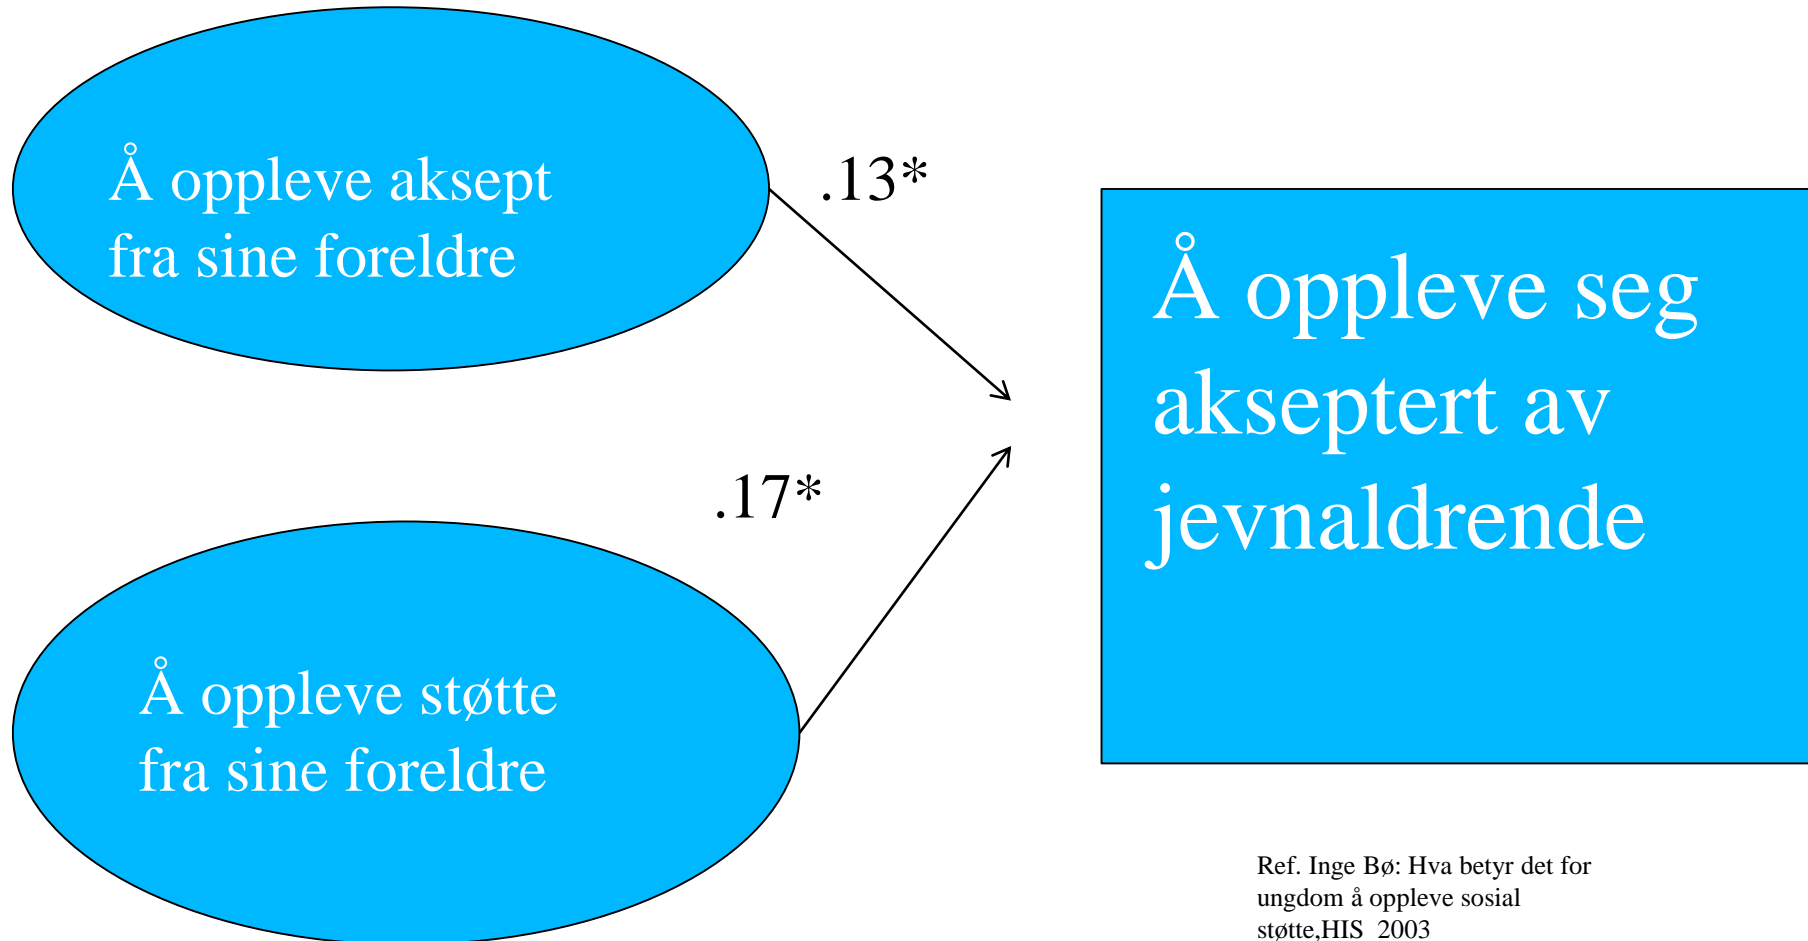 Å oppleve aksept
fra sine foreldre
.13*
Å oppleve seg
akseptert av
jevnaldrende
.17*
Å oppleve støtte
fra sine foreldre
Ref. Inge Bø: Hva betyr det for
ungdom å oppleve sosial
støtte,HIS 2003